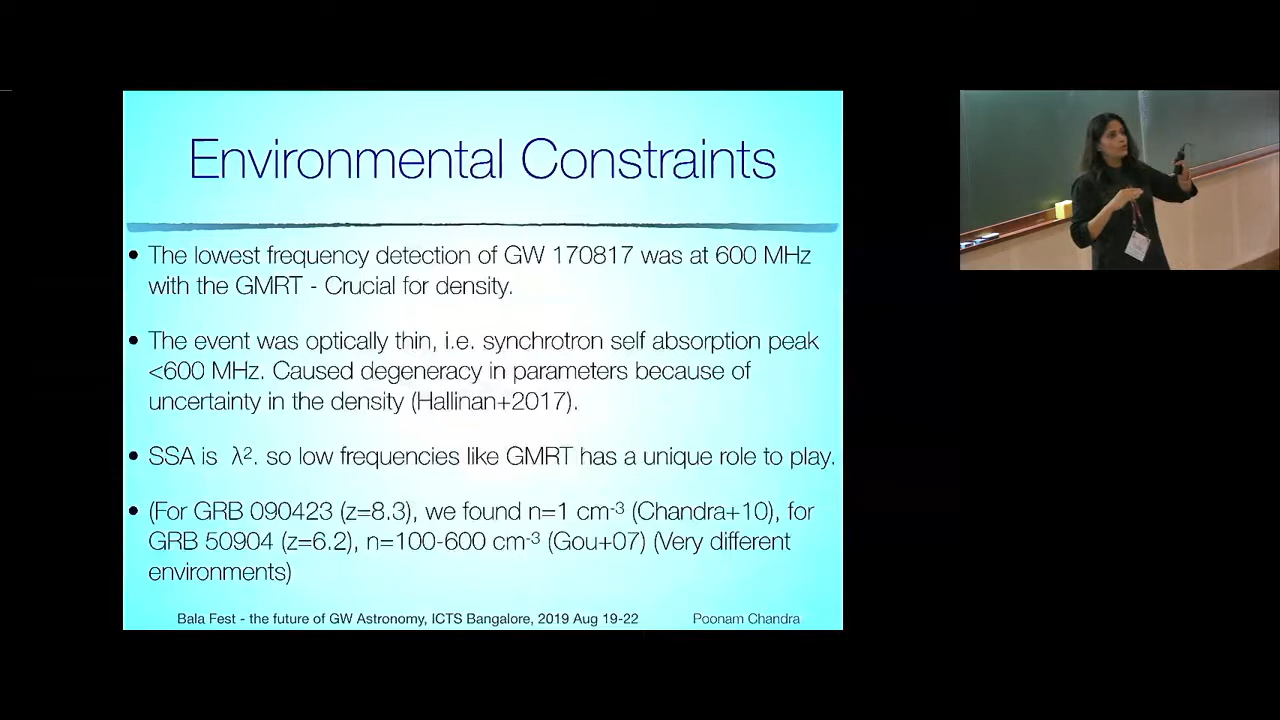 Environmental Constraints
• The lowest frequency detection of GW 170817 was at 600 MHz
with the GMRT - Crucial for density.
• The event was optically thin, i.e. synchrotron self absorption peak
<600 MHz. Caused degeneracy in parameters because of
uncertainty in the density (Hallinan+2017).
• SSA is λ². so low frequencies like GMRT has a unique role to play.
• (For GRB 090423 (z=8.3), we found n=1 cm⁻³ (Chandra+10), for
GRB 50904 (z=6.2), n=100-600 cm⁻³ (Gou+07) (Very different
environments)
Bala Fest - the future of GW Astronomy, ICTS Bangalore, 2019 Aug 19-22 Poonam Chandra